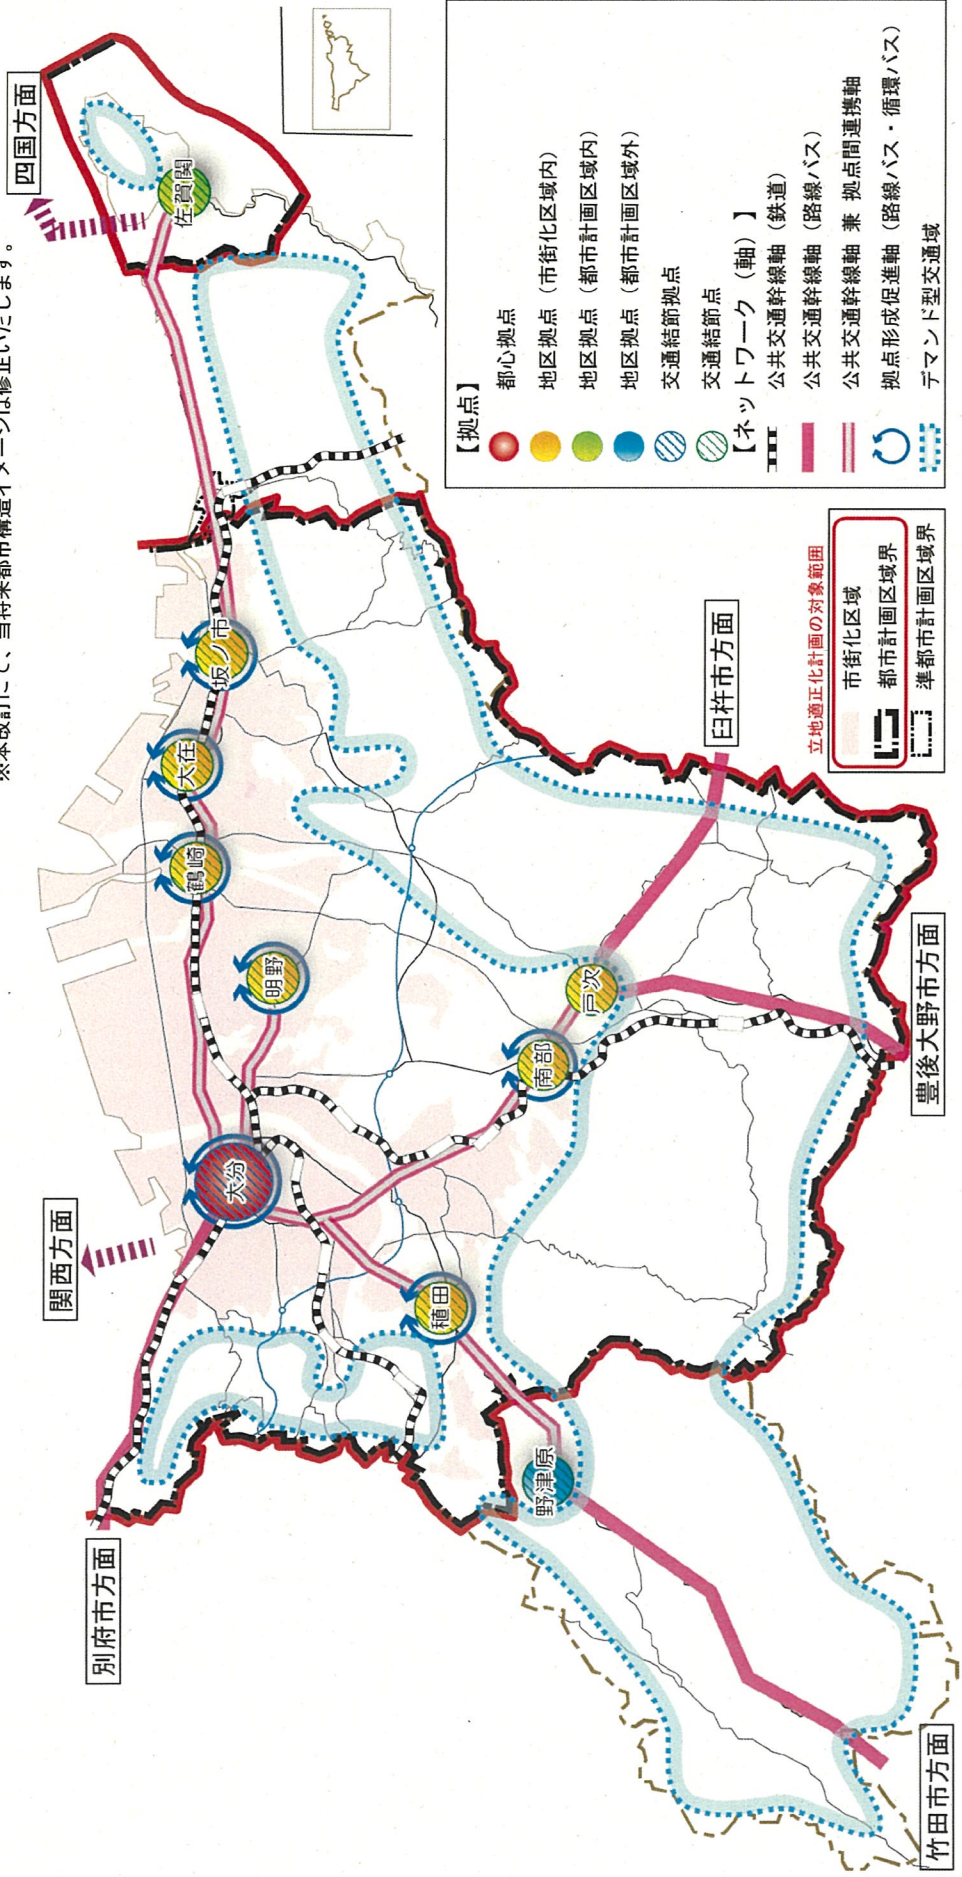 ※本改訂にて、当将来都市構造イメージは修正いたします。
四国方面
関西方面
別府市方面
竹田市方面
豊後大野市方面
臼杵市方面
佐賀関
坂ノ市
大在
鶴崎
明野
大分
戸次
南部
稙田
野津原
【拠点】
都心拠点
地区拠点（市街化区域内）
地区拠点（都市計画区域内）
地区拠点（都市計画区域外）
交通結節拠点
交通結節点
【ネットワーク（軸）】
公共交通幹線軸（鉄道）
公共交通幹線軸（路線バス）
公共交通幹線軸 兼 拠点間連携軸
拠点形成促進軸（路線バス・循環バス）
デマンド型交通域
立地適正化計画の対象範囲
市街化区域
都市計画区域界
準都市計画区域界